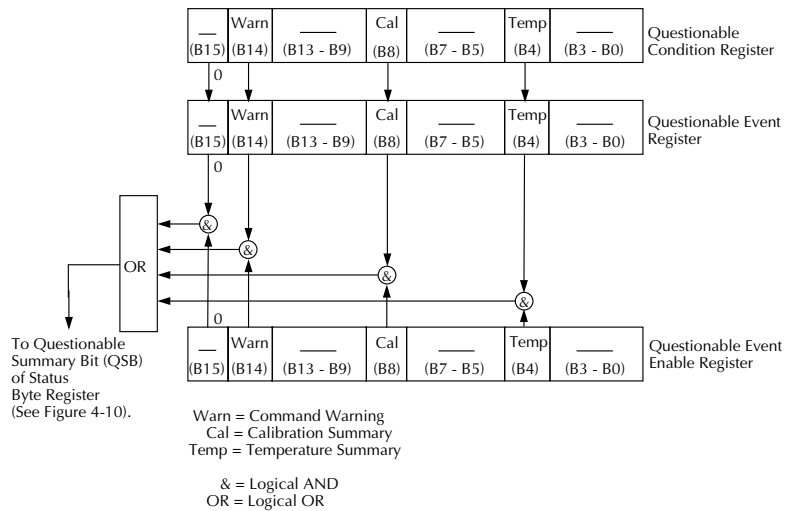 Warn Cal Temp
(B15) (B14) (B13 - B9) (B8) (B7 - B5) (B4) (B3 - B0)
Questionable
Condition Register
0
Warn Cal Temp
(B15) (B14) (B13 - B9) (B8) (B7 - B5) (B4) (B3 - B0)
Questionable Event
Register
0
&
&
OR
&
&
0
Warn Cal Temp
(B15) (B14) (B13 - B9) (B8) (B7 - B5) (B4) (B3 - B0)
Questionable Event
Enable Register
To Questionable
Summary Bit (QSB)
of Status
Byte Register
(See Figure 4-10).
Warn = Command Warning
Cal = Calibration Summary
Temp = Temperature Summary
& = Logical AND
OR = Logical OR